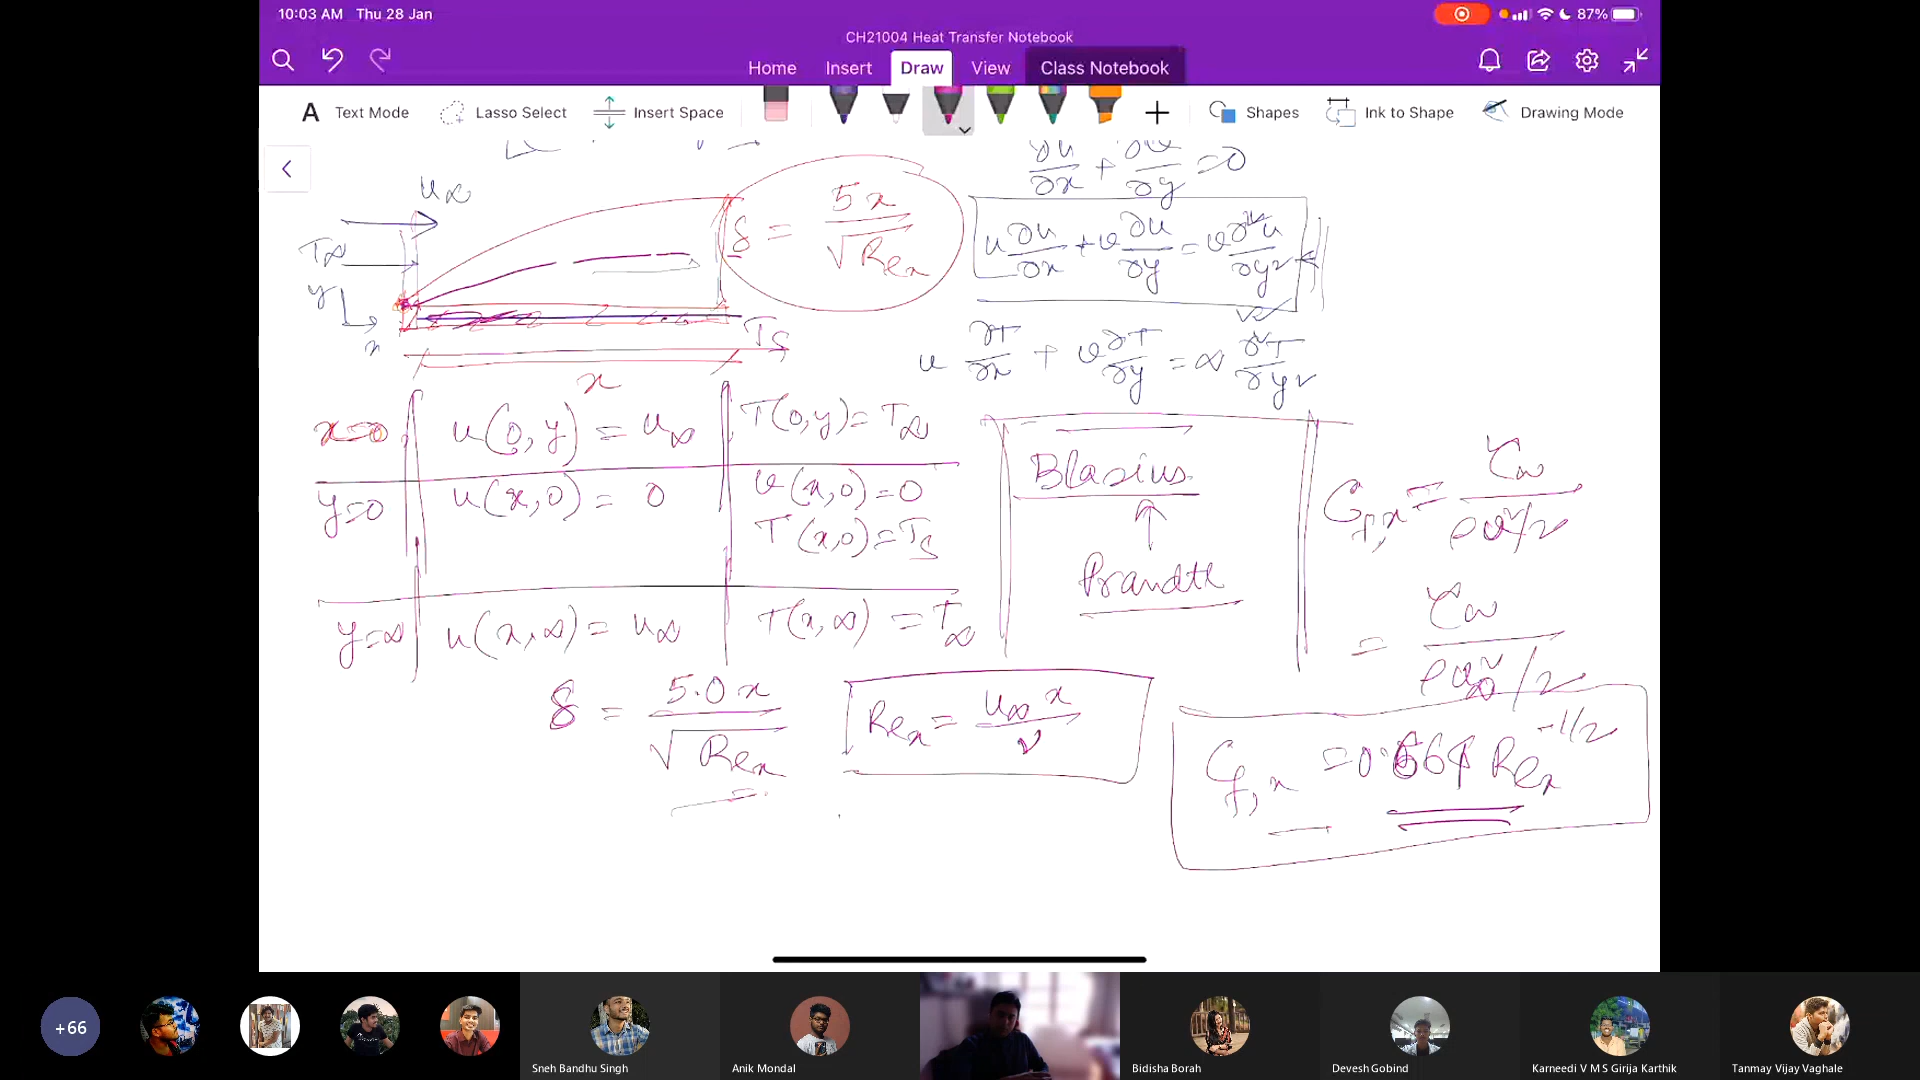 10:03 AM Thu 28 Jan
87%
CH21004 Heat Transfer Notebook
Home Insert Draw View Class Notebook
A Text Mode Lasso Select Insert Space Shapes Ink to Shape Drawing Mode
∂u/∂x + ∂v/∂y = 0
u∞
δ = 5x/√Reₓ
u ∂u/∂x + v ∂u/∂y = ν ∂²u/∂y²
T∞
y
x
Ts
u ∂T/∂x + v ∂T/∂y = α ∂²T/∂y²
x
x=0 u(0,y) = u∞ T(0,y) = T∞
y=0 u(x,0) = 0 v(x,0)=0
T(x,0)=Ts
y=∞ u(x,∞) = u∞ T(x,∞) = T∞
Blasius
↑
Prandtl
Cf,x = τw/(ρv²/2)
= τw/(ρu∞²/2)
δ = 5.0x/√Reₓ
Reₓ = u∞x/ν
Cf,x = 0.664 Reₓ^-1/2
+66
Sneh Bandhu Singh
Anik Mondal
Bidisha Borah
Devesh Gobind
Karneedi V M S Girija Karthik
Tanmay Vijay Vaghale